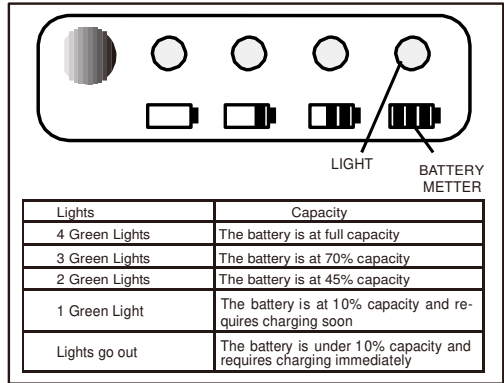 LIGHT
BATTERY
METTER
Lights Capacity
4 Green Lights The battery is at full capacity
3 Green Lights The battery is at 70% capacity
2 Green Lights The battery is at 45% capacity
1 Green Light The battery is at 10% capacity and re-
quires charging soon
Lights go out The battery is under 10% capacity and
requires charging immediately